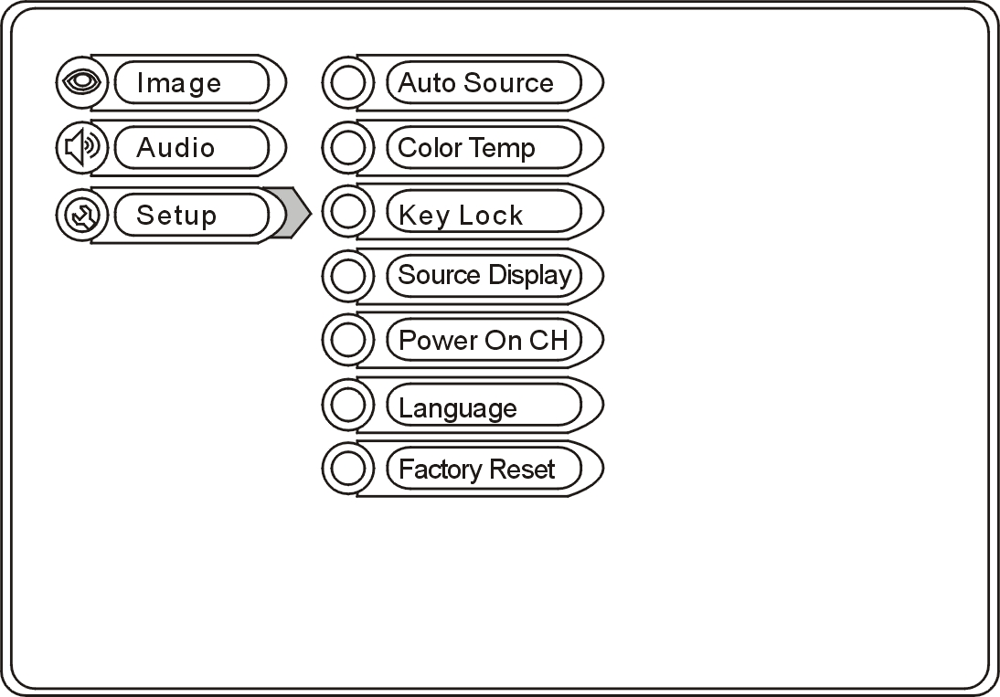 Image
Audio
Setup
Auto Source
Color Temp
Key Lock
Source Display
Power On CH
Language
Factory Reset